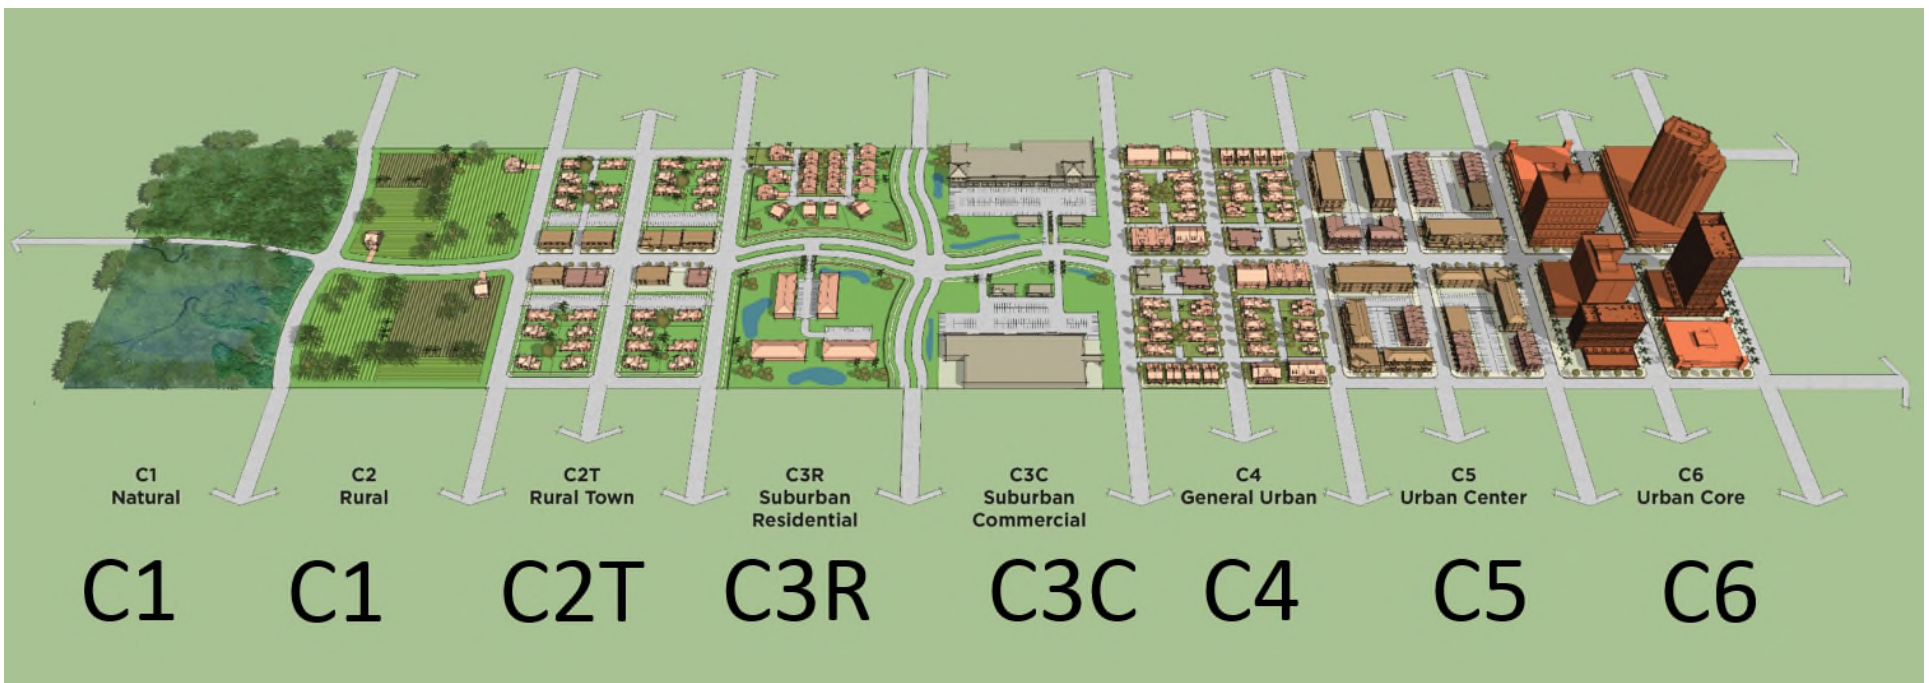 C1
Natural
C2
Rural
C2T
Rural Town
C3R
Suburban
Residential
C3C
Suburban
Commercial
C4
General Urban
C5
Urban Center
C6
Urban Core
C1
C1
C2T
C3R
C3C
C4
C5
C6